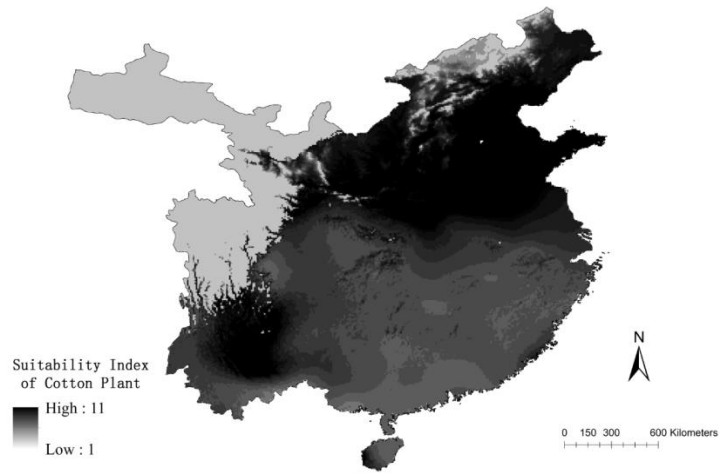 N
Suitability Index
of Cotton Plant
High : 11
Low : 1
0 150 300 600 Kilometers